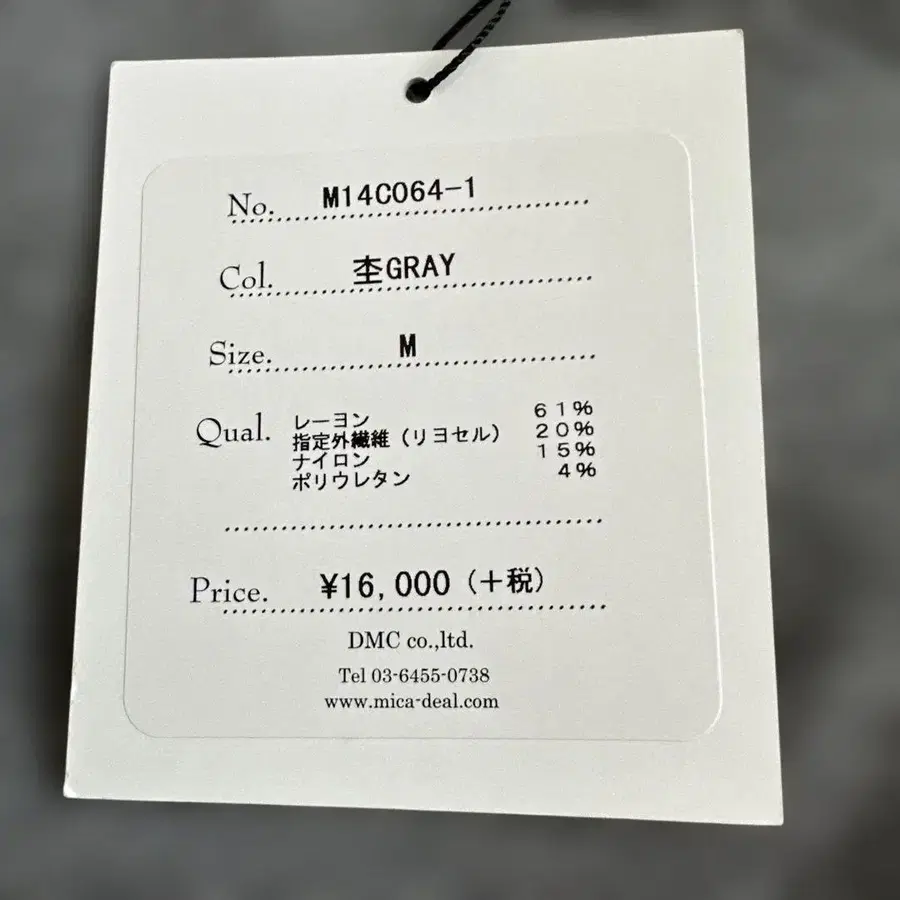 No. M14C064-1
Col. 杢GRAY
Size. M
Qual. レーヨン 61%
指定外繊維（リヨセル） 20%
ナイロン 15%
ポリウレタン 4%
Price. ¥16,000（+税）
DMC co.,ltd.
Tel 03-6455-0738
www.mica-deal.com